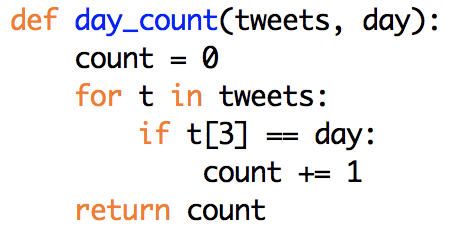 def day_count(tweets, day):
    count = 0
    for t in tweets:
        if t[3] == day:
            count += 1
    return count